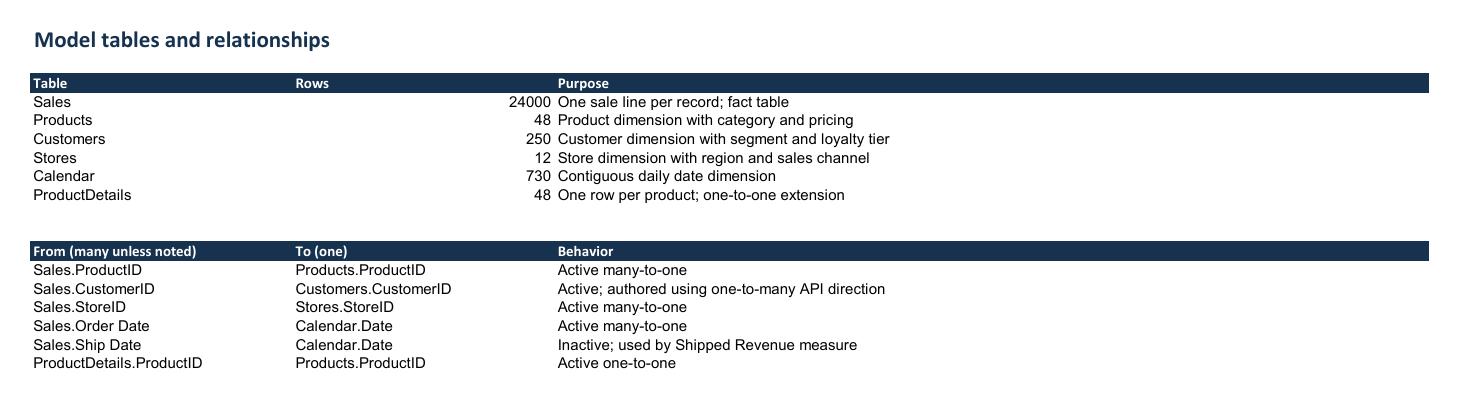 Model tables and relationships
Table Rows Purpose
Sales 24000 One sale line per record; fact table
Products 48 Product dimension with category and pricing
Customers 250 Customer dimension with segment and loyalty tier
Stores 12 Store dimension with region and sales channel
Calendar 730 Contiguous daily date dimension
ProductDetails 48 One row per product; one-to-one extension
From (many unless noted) To (one) Behavior
Sales.ProductID Products.ProductID Active many-to-one
Sales.CustomerID Customers.CustomerID Active; authored using one-to-many API direction
Sales.StoreID Stores.StoreID Active many-to-one
Sales.Order Date Calendar.Date Active many-to-one
Sales.Ship Date Calendar.Date Inactive; used by Shipped Revenue measure
ProductDetails.ProductID Products.ProductID Active one-to-one